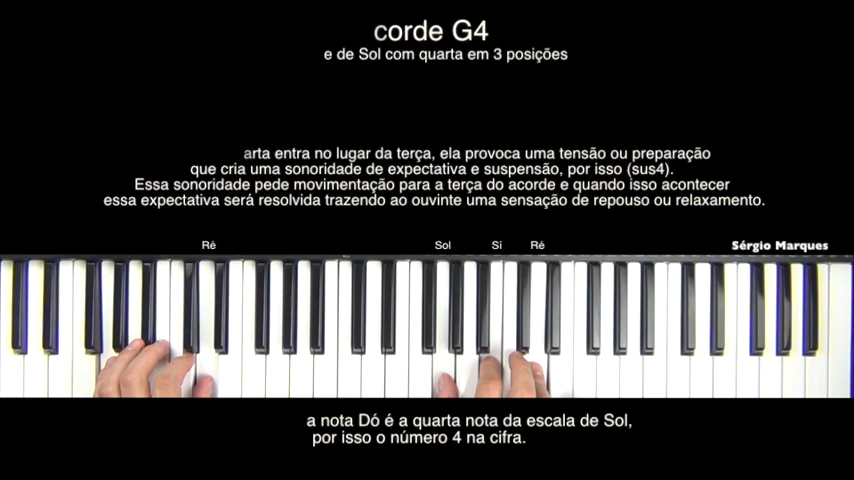 corde G4
e de Sol com quarta em 3 posições
arta entra no lugar da terça, ela provoca uma tensão ou preparação
que cria uma sonoridade de expectativa e suspensão, por isso (sus4).
Essa sonoridade pede movimentação para a terça do acorde e quando isso acontecer
essa expectativa será resolvida trazendo ao ouvinte uma sensação de repouso ou relaxamento.
Ré Sol Sí Ré Sérgio Marques
a nota Dó é a quarta nota da escala de Sol,
por isso o número 4 na cifra.